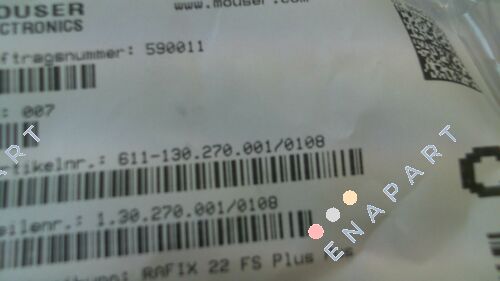 www.mouser.com
OUSER
CTRONICS
ftragsnummer: 590011
: 007
tikelnr.: 611-130.270.001/0108
eilenr.: 1.30.270.001/0108
RAFIX 22 FS Plus
ENAPART
ART